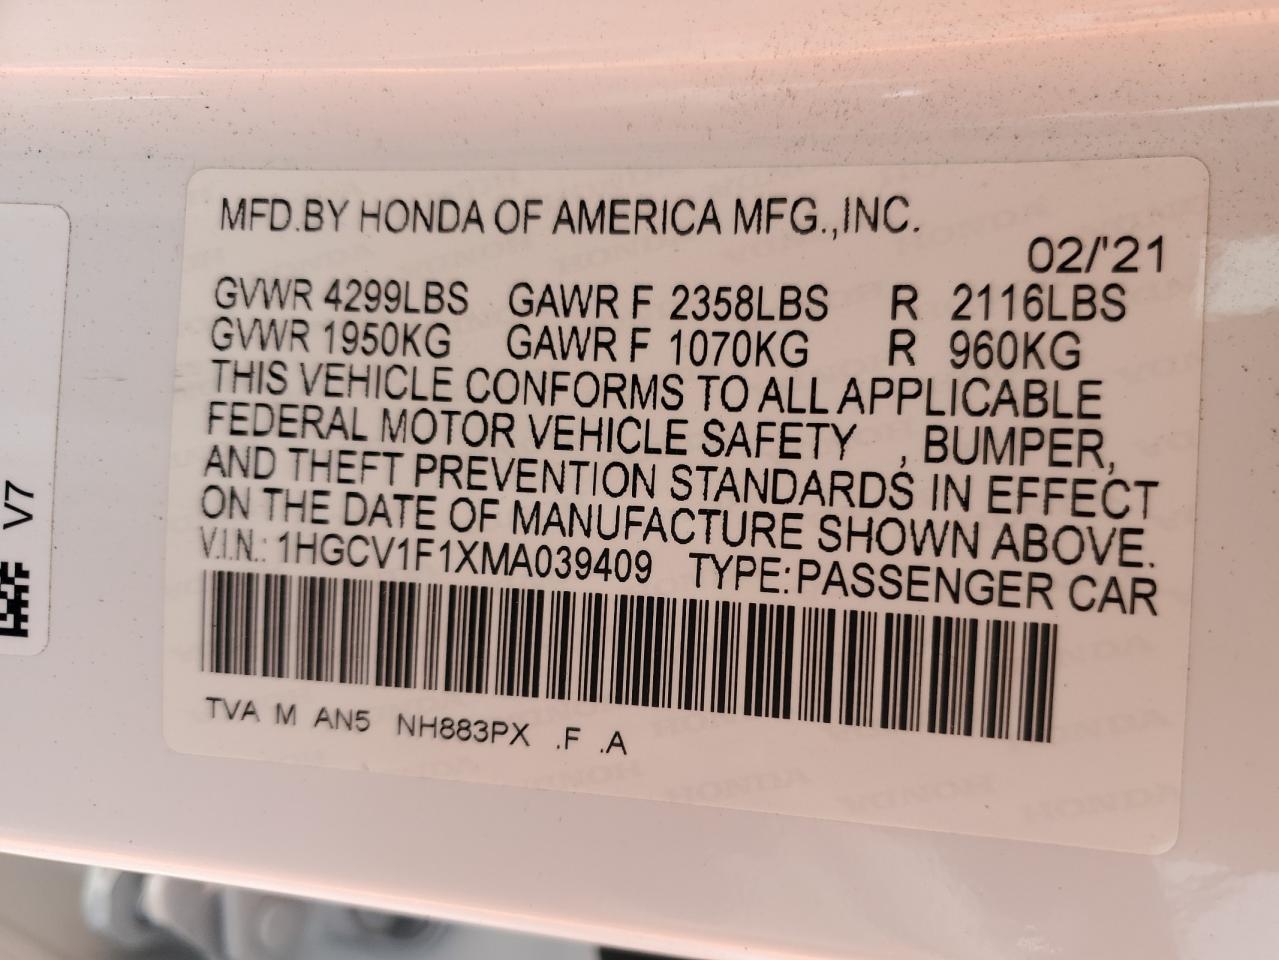 MFD.BY HONDA OF AMERICA MFG.,INC.
02/'21
GVWR 4299LBS GAWR F 2358LBS R 2116LBS
GVWR 1950KG GAWR F 1070KG R 960KG
THIS VEHICLE CONFORMS TO ALL APPLICABLE
FEDERAL MOTOR VEHICLE SAFETY , BUMPER,
AND THEFT PREVENTION STANDARDS IN EFFECT
ON THE DATE OF MANUFACTURE SHOWN ABOVE.
V.I.N.: 1HGCV1F1XMA039409 TYPE:PASSENGER CAR
TVA M AN5 NH883PX .F .A
V7